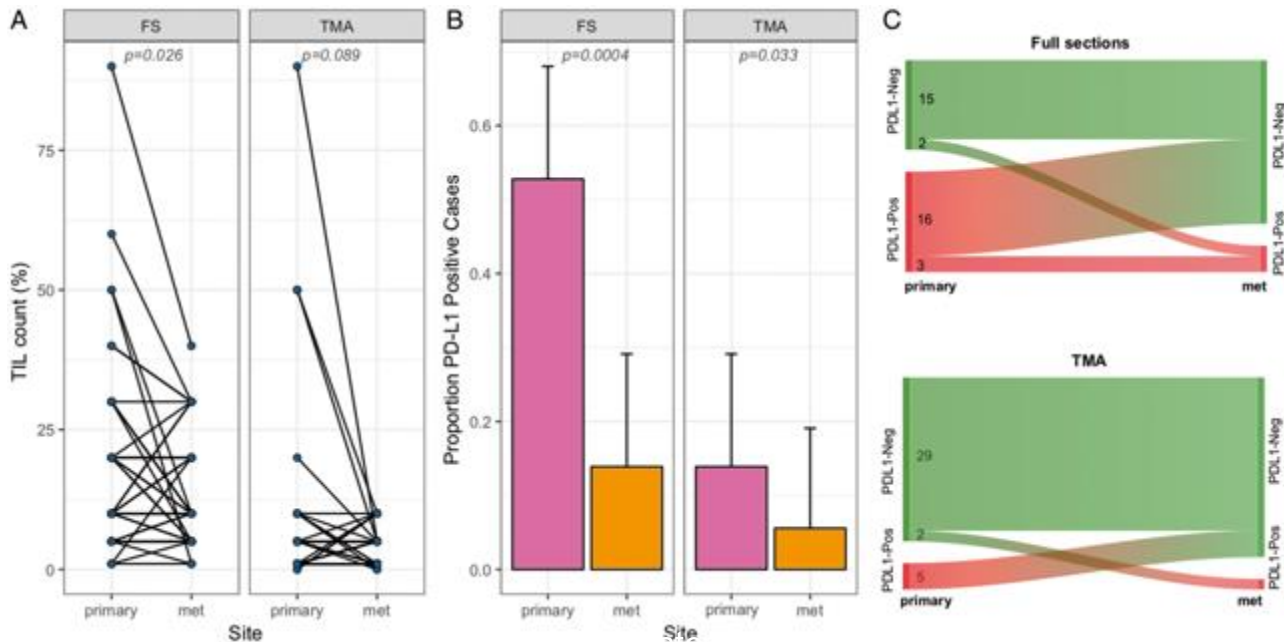 A
FS
TMA
p=0.026
p=0.089
TIL count (%)
75
50
25
0
primary
met
primary
met
Site
B
FS
TMA
p=0.0004
p=0.033
Proportion PD-L1 Positive Cases
0.6
0.4
0.2
0.0
primary
met
primary
met
Site
C
Full sections
PDL1-Neg
15
2
PDL1-Pos
16
3
PDL1-Neg
PDL1-Pos
primary
met
TMA
PDL1-Neg
29
2
PDL1-Pos
5
PDL1-Neg
PDL1-Pos
primary
met